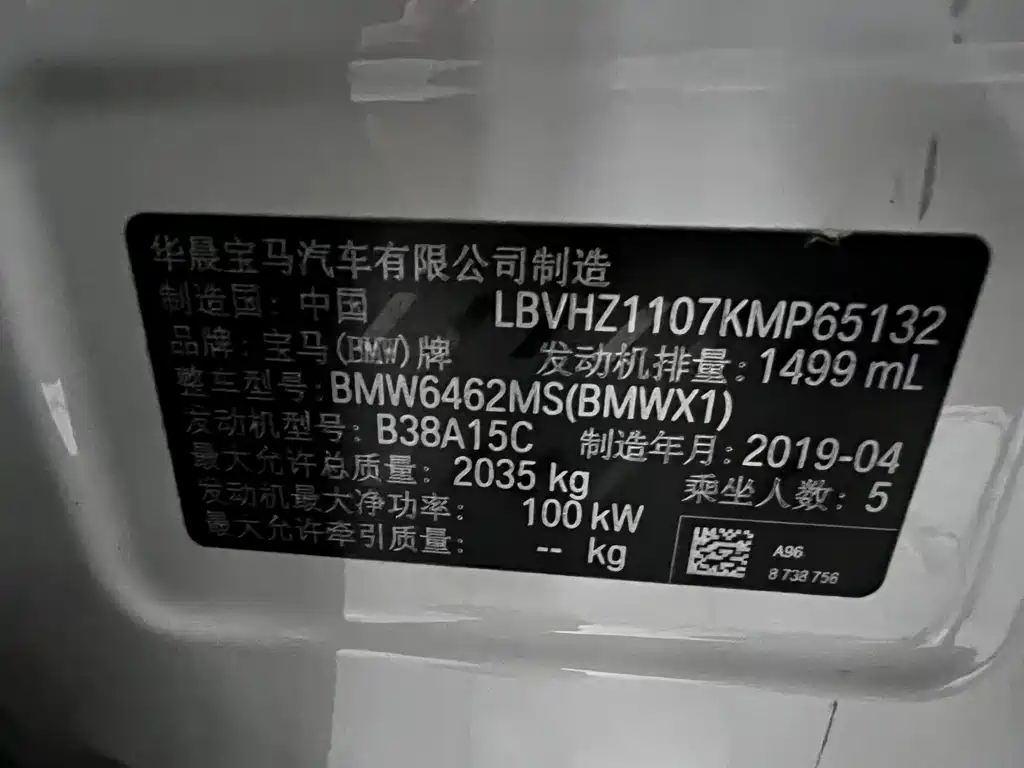 华晨宝马汽车有限公司制造
制造国: 中国 LBVHZ1107KMP65132
品牌: 宝马(BMW)牌 发动机排量: 1499 mL
整车型号: BMW6462MS(BMWX1)
发动机型号: B38A15C 制造年月: 2019-04
最大允许总质量: 2035 kg 乘坐人数: 5
发动机最大净功率: 100 kW
最大允许牵引质量: -- kg
A96
8 738 756